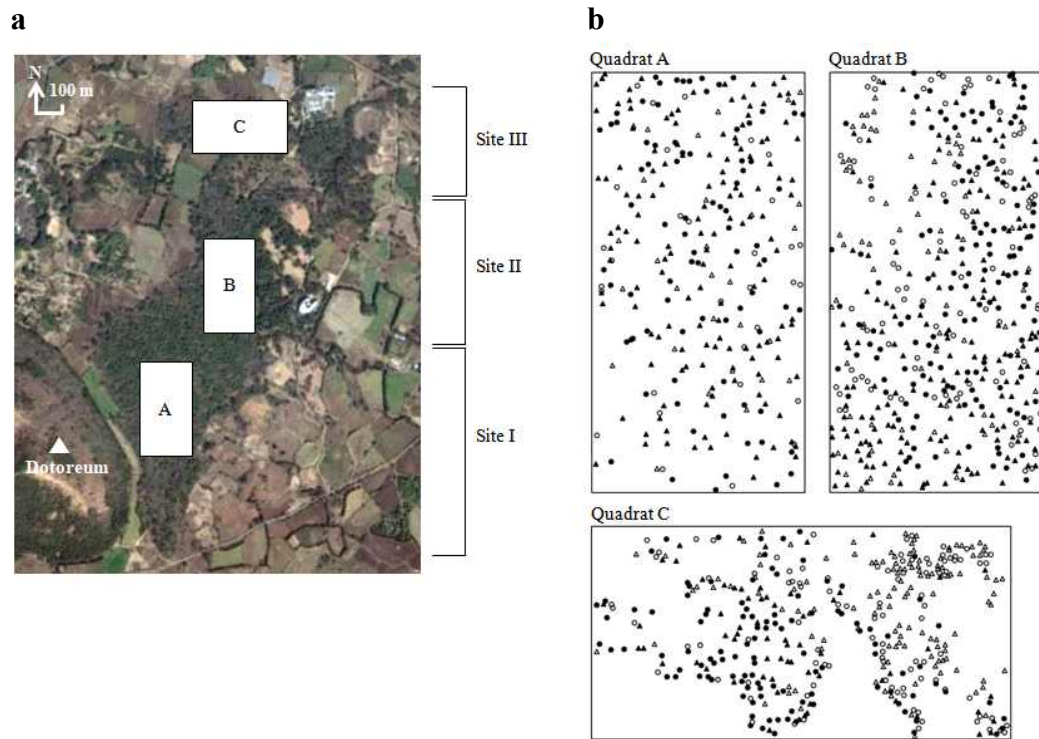 a
N
100 m
C
Site III
B
Site II
A
Site I
Dotoreum
b
Quadrat A
Quadrat B
Quadrat C